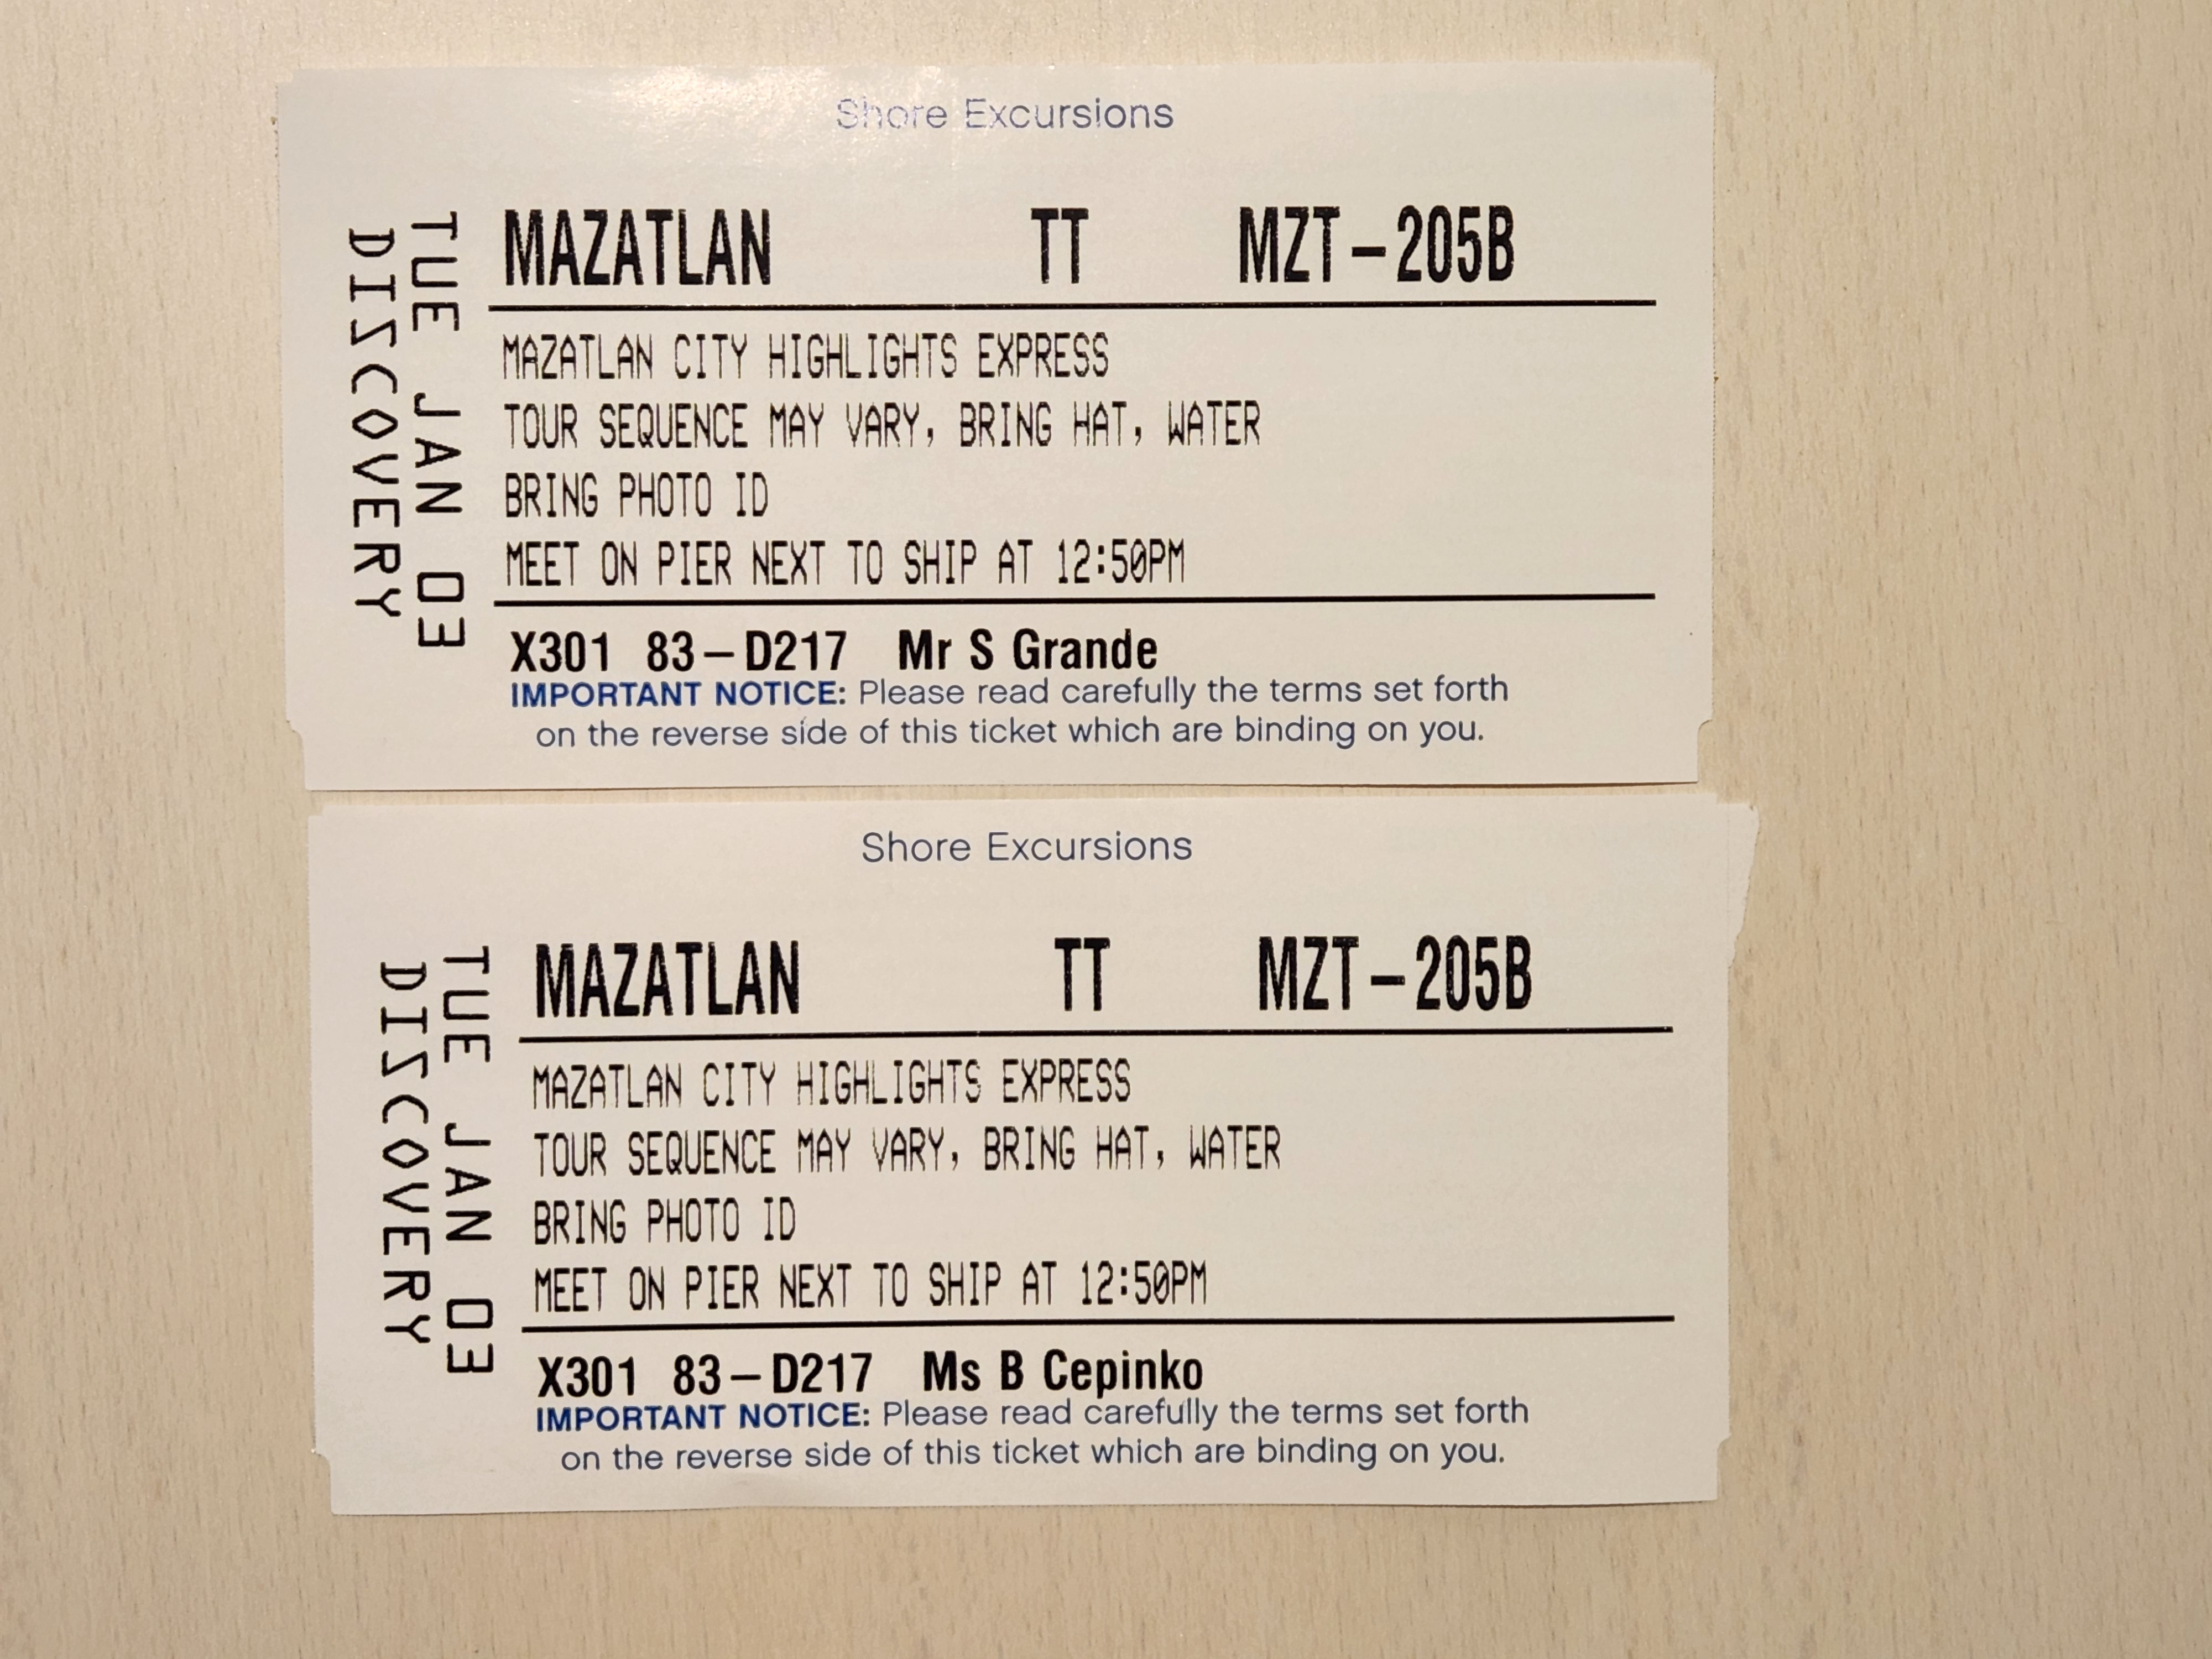 Shore Excursions
TUE JAN 03
DISCOVERY
MAZATLAN TT MZT-205B
MAZATLAN CITY HIGHLIGHTS EXPRESS
TOUR SEQUENCE MAY VARY, BRING HAT, WATER
BRING PHOTO ID
MEET ON PIER NEXT TO SHIP AT 12:50PM
X301 83-D217 Mr S Grande
IMPORTANT NOTICE: Please read carefully the terms set forth
on the reverse side of this ticket which are binding on you.
Shore Excursions
TUE JAN 03
DISCOVERY
MAZATLAN TT MZT-205B
MAZATLAN CITY HIGHLIGHTS EXPRESS
TOUR SEQUENCE MAY VARY, BRING HAT, WATER
BRING PHOTO ID
MEET ON PIER NEXT TO SHIP AT 12:50PM
X301 83-D217 Ms B Cepinko
IMPORTANT NOTICE: Please read carefully the terms set forth
on the reverse side of this ticket which are binding on you.